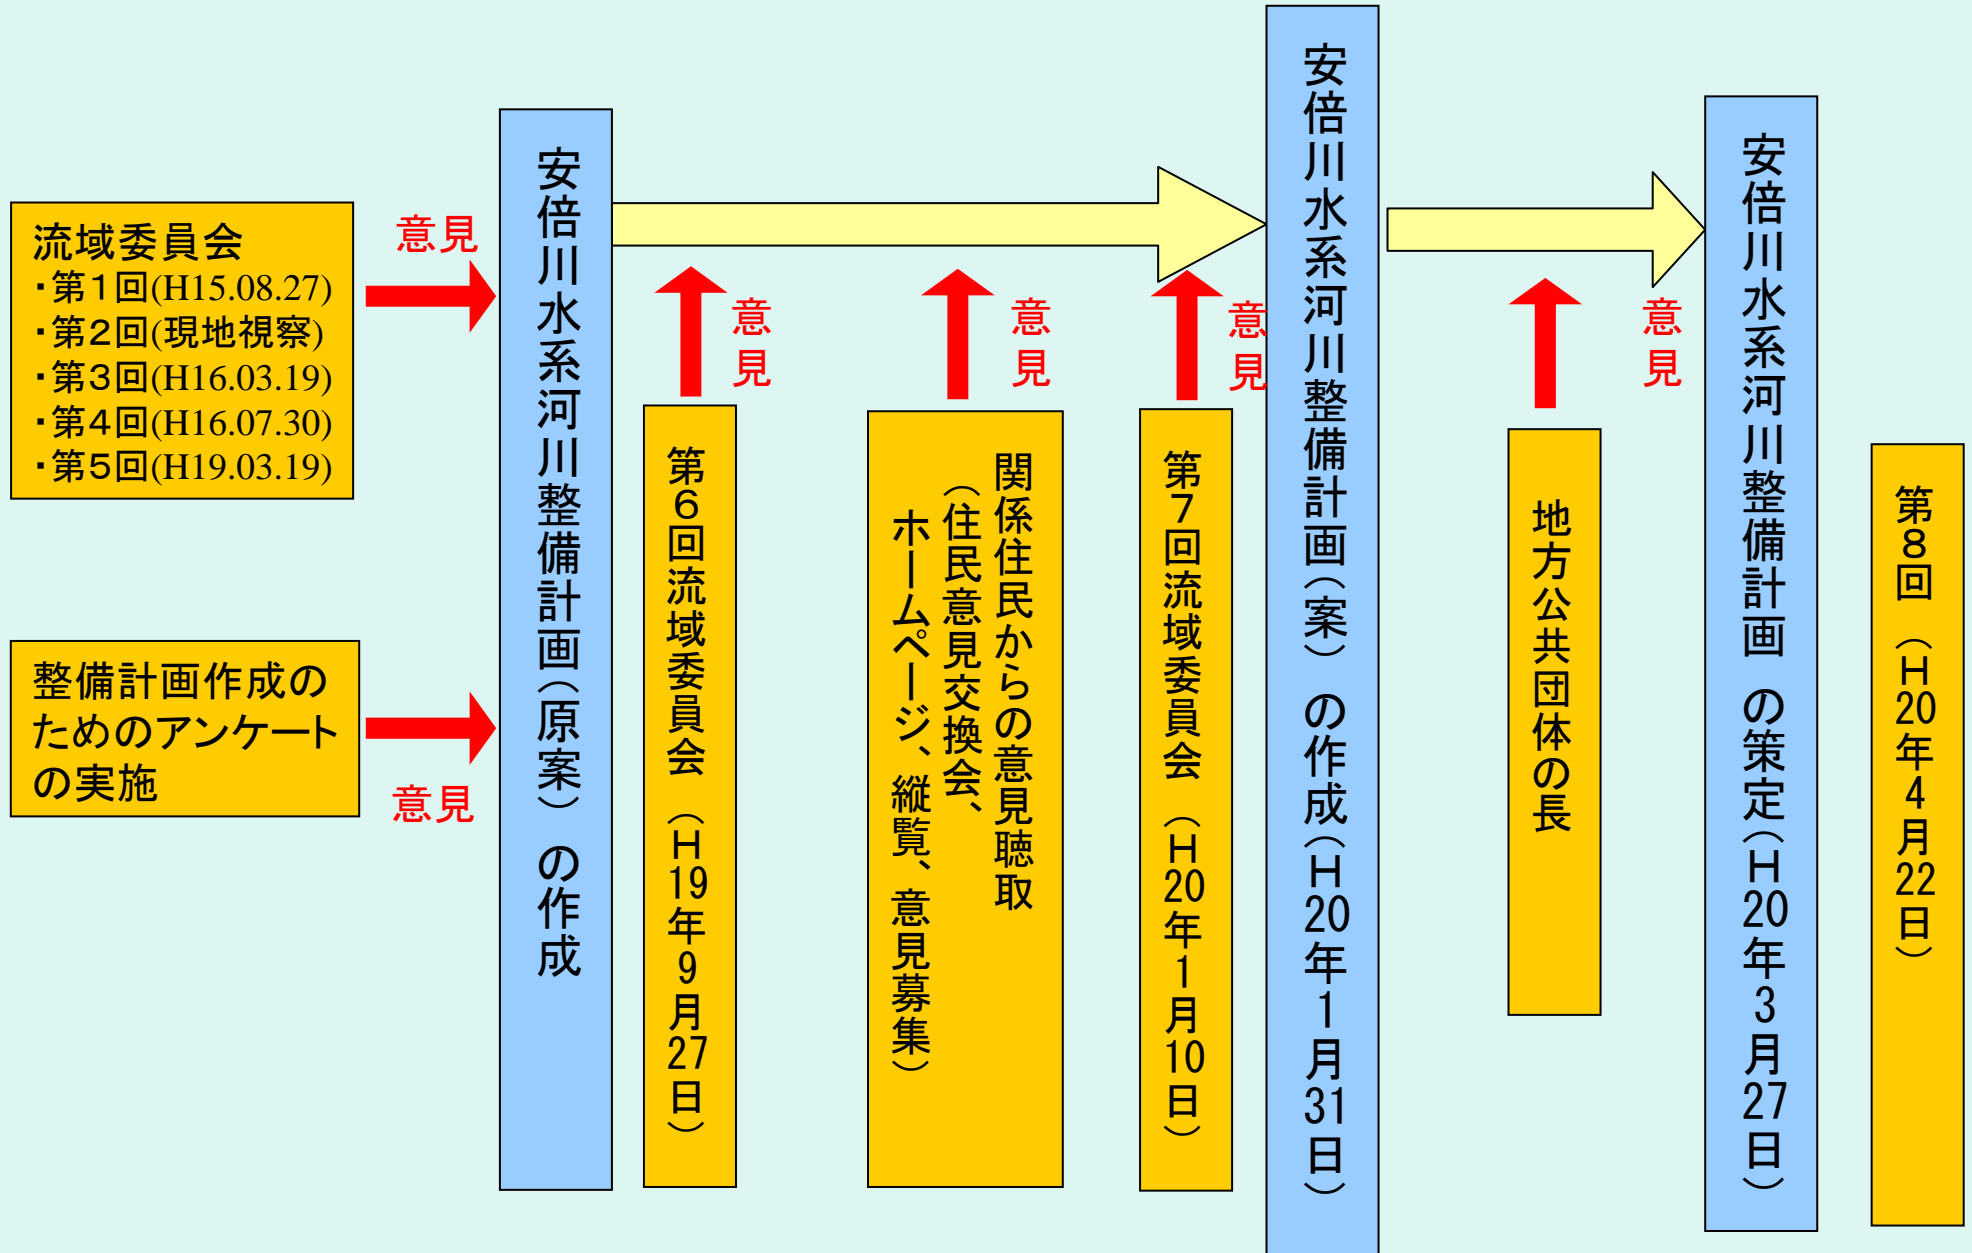 流域委員会
・第1回(H15.08.27)
・第2回(現地視察)
・第3回(H16.03.19)
・第4回(H16.07.30)
・第5回(H19.03.19)
意見
整備計画作成の
ためのアンケート
の実施
意見
安倍川水系河川整備計画(原案)の作成
意見
第6回流域委員会(H19年9月27日)
意見
関係住民からの意見聴取
(住民意見交換会、
ホームページ、縦覧、意見募集)
意見
第7回流域委員会(H20年1月10日)
安倍川水系河川整備計画(案)の作成(H20年1月31日)
意見
地方公共団体の長
安倍川水系河川整備計画 の策定(H20年3月27日)
第8回 (H20年4月22日)